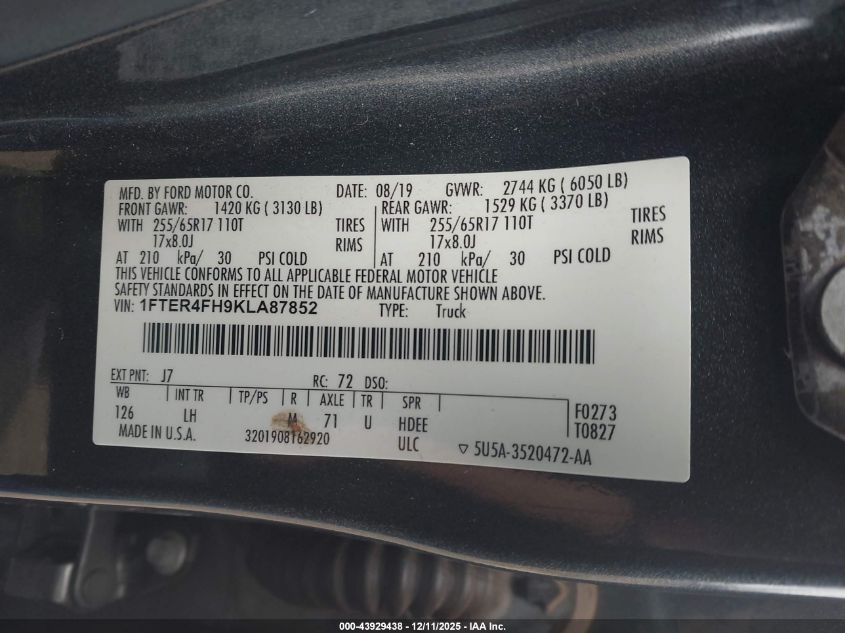 MFD. BY FORD MOTOR CO. DATE: 08/19 GVWR: 2744 KG ( 6050 LB)
FRONT GAWR: 1420 KG ( 3130 LB) REAR GAWR: 1529 KG ( 3370 LB)
WITH 255/65R17 110T TIRES WITH 255/65R17 110T TIRES
17x8.0J RIMS 17x8.0J RIMS
AT 210 kPa/ 30 PSI COLD AT 210 kPa/ 30 PSI COLD
THIS VEHICLE CONFORMS TO ALL APPLICABLE FEDERAL MOTOR VEHICLE
SAFETY STANDARDS IN EFFECT ON THE DATE OF MANUFACTURE SHOWN ABOVE.
VIN: 1FTER4FH9KLA87852 TYPE: Truck
EXT PNT: J7 RC: 72 DSO:
WB INT TR TP/PS R AXLE TR SPR
126 LH M 71 U HDEE F0273
MADE IN U.S.A. 3201908162920 ULC T0827
▽ 5U5A-3520472-AA
000-43929438 - 12/11/2025 - IAA Inc.